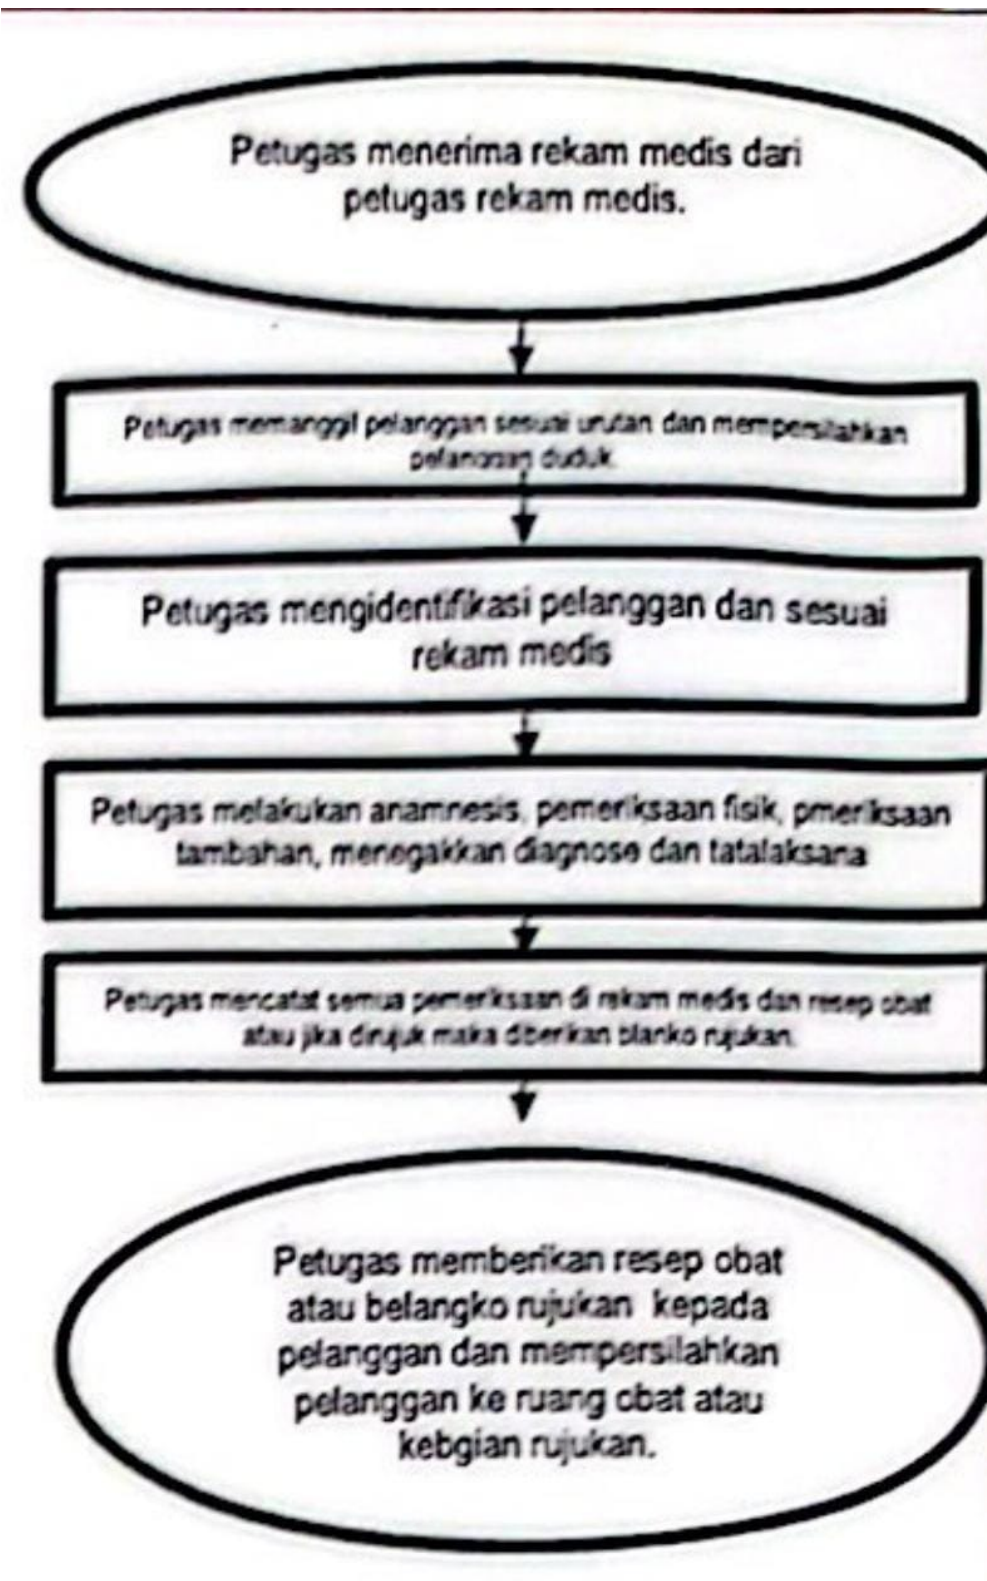 Petugas menerima rekam medis dari
petugas rekam medis.
Petugas memanggil pelanggan sesuai urutan dan mempersilahkan
pelanggan duduk.
Petugas mengidentifikasi pelanggan dan sesuai
rekam medis
Petugas melakukan anamnesis, pemeriksaan fisik, pmeriksaan
tambahan, menegakkan diagnose dan tatalaksana
Petugas mencatat semua pemeriksaan di rekam medis dan resep obat
atau jika dirujuk maka diberikan blanko rujukan.
Petugas memberikan resep obat
atau belangko rujukan kepada
pelanggan dan mempersilahkan
pelanggan ke ruang obat atau
kebgian rujukan.